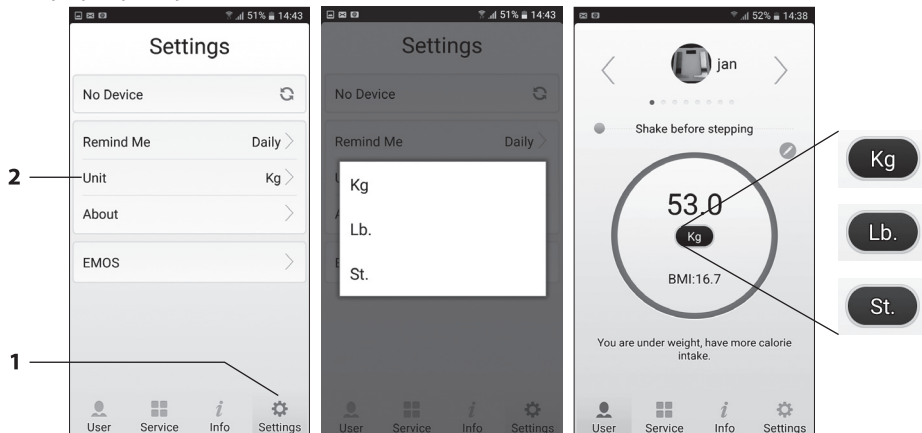 51% 14:43
Settings
No Device
Remind Me Daily
2
Unit Kg
About
EMOS
1
User Service Info Settings
51% 14:43
Settings
No Device
Remind Me Daily
Kg
Lb.
St.
User Service Info Settings
52% 14:38
jan
Shake before stepping
53.0
Kg
BMI:16.7
You are under weight, have more calorie
intake.
User Service Info Settings
Kg
Lb.
St.